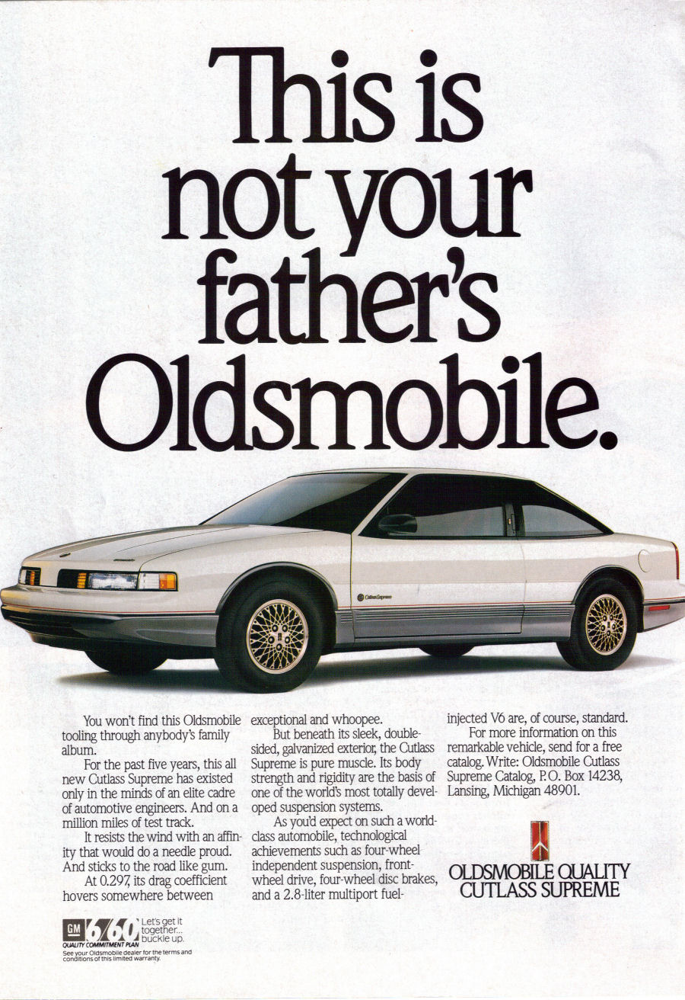 This is
not your
father's
Oldsmobile.
Cutlass Supreme
You won't find this Oldsmobile
tooling through anybody's family
album.
For the past five years, this all
new Cutlass Supreme has existed
only in the minds of an elite cadre
of automotive engineers. And on a
million miles of test track.
It resists the wind with an affin-
ity that would do a needle proud.
And sticks to the road like gum.
At 0.297, its drag coefficient
hovers somewhere between
exceptional and whoopee.
But beneath its sleek, double-
sided, galvanized exterior, the Cutlass
Supreme is pure muscle. Its body
strength and rigidity are the basis of
one of the world's most totally devel-
oped suspension systems.
As you'd expect on such a world-
class automobile, technological
achievements such as four-wheel
independent suspension, front-
wheel drive, four-wheel disc brakes,
and a 2.8-liter multiport fuel-
injected V6 are, of course, standard.
For more information on this
remarkable vehicle, send for a free
catalog. Write: Oldsmobile Cutlass
Supreme Catalog, P.O. Box 14238,
Lansing, Michigan 48901.
OLDSMOBILE QUALITY
CUTLASS SUPREME
GM 6/60
QUALITY COMMITMENT PLAN
Let's get it
together...
buckle up.
See your Oldsmobile dealer for the terms and
conditions of this limited warranty.